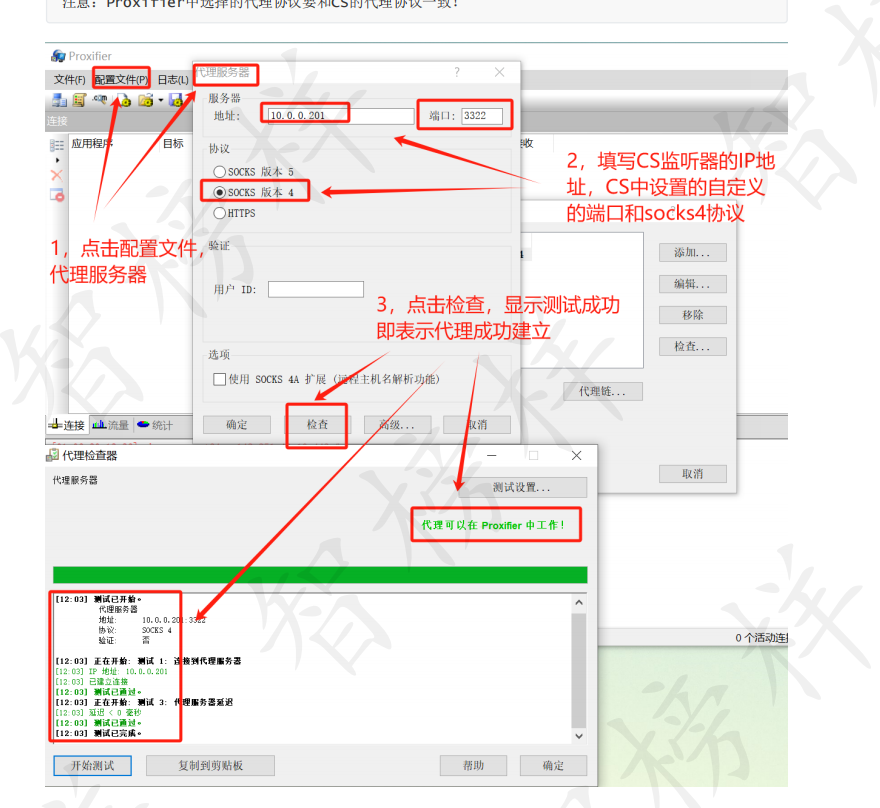 注意：Proxifier中选择的代理协议要和CS的代理协议一致！
Proxifier
文件(F) 配置文件(P) 日志(L)
连接
应用程序 目标
代理服务器
服务器
地址: 10.0.0.201 端口: 3322
协议
SOCKS 版本 5
SOCKS 版本 4
HTTPS
验证
用户 ID:
选项
使用 SOCKS 4A 扩展 (远程主机名解析功能)
确定 检查 高级... 取消
1，点击配置文件，
代理服务器
2，填写CS监听器的IP地
址，CS中设置的自定义
的端口和socks4协议
3，点击检查，显示测试成功
即表示代理成功建立
添加...
编辑...
移除
检查...
代理链...
取消
连接 流量 统计
代理检查器
代理服务器
测试设置...
代理可以在 Proxifier 中工作!
[12:03] 测试已开始。
代理服务器
地址: 10.0.0.201:3322
协议: SOCKS 4
验证: 否
[12:03] 正在开始: 测试 1: 连接到代理服务器
[12:03] IP 地址: 10.0.0.201
[12:03] 已建立连接
[12:03] 测试已通过。
[12:03] 正在开始: 测试 3: 代理服务器延迟
[12:03] 延迟 < 0 毫秒
[12:03] 测试已通过。
[12:03] 测试已完成。
开始测试 复制到剪贴板 帮助 确定
0 个活动连
智榜样